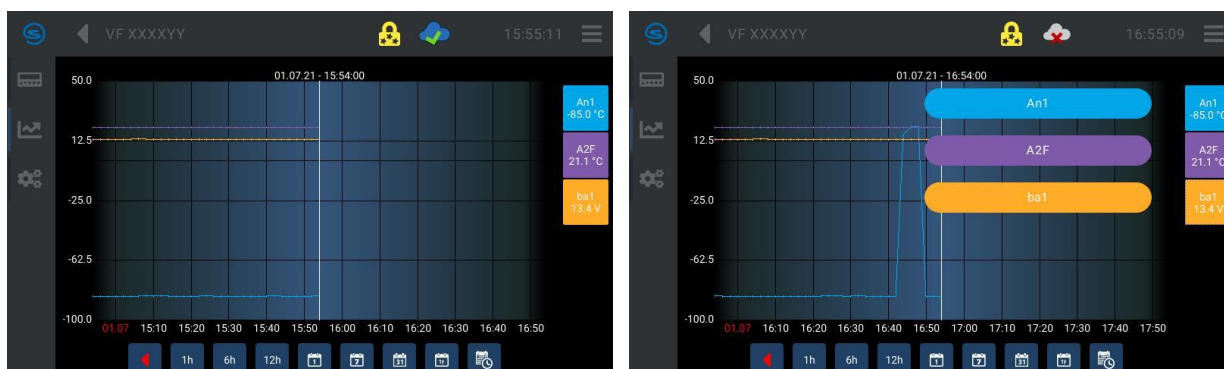 VF XXXXYY 15:55:11
01.07.21 - 15:54:00
50.0
12.5
-25.0
-62.5
-100.0
An1
-85.0 °C
A2F
21.1 °C
ba1
13.4 V
01.07 15:10 15:20 15:30 15:40 15:50 16:00 16:10 16:20 16:30 16:40 16:50
1h 6h 12h 1 7 31
VF XXXXYY 16:55:09
01.07.21 - 16:54:00
50.0
12.5
-25.0
-62.5
-100.0
An1
A2F
ba1
An1
-85.0 °C
A2F
21.1 °C
ba1
13.4 V
01.07 16:10 16:20 16:30 16:40 16:50 17:00 17:10 17:20 17:30 17:40 17:50
1h 6h 12h 1 7 31